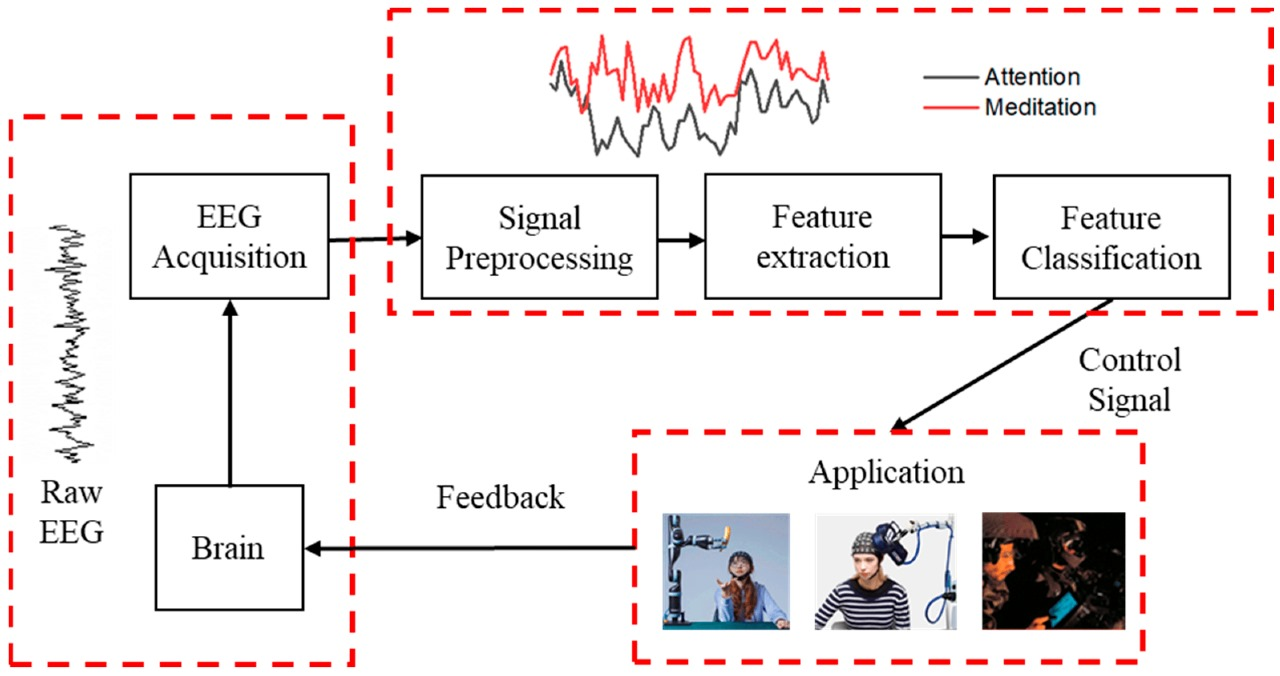 Attention
Meditation
EEG
Acquisition
Signal
Preprocessing
Feature
extraction
Feature
Classification
Control
Signal
Application
Raw
EEG
Brain
Feedback